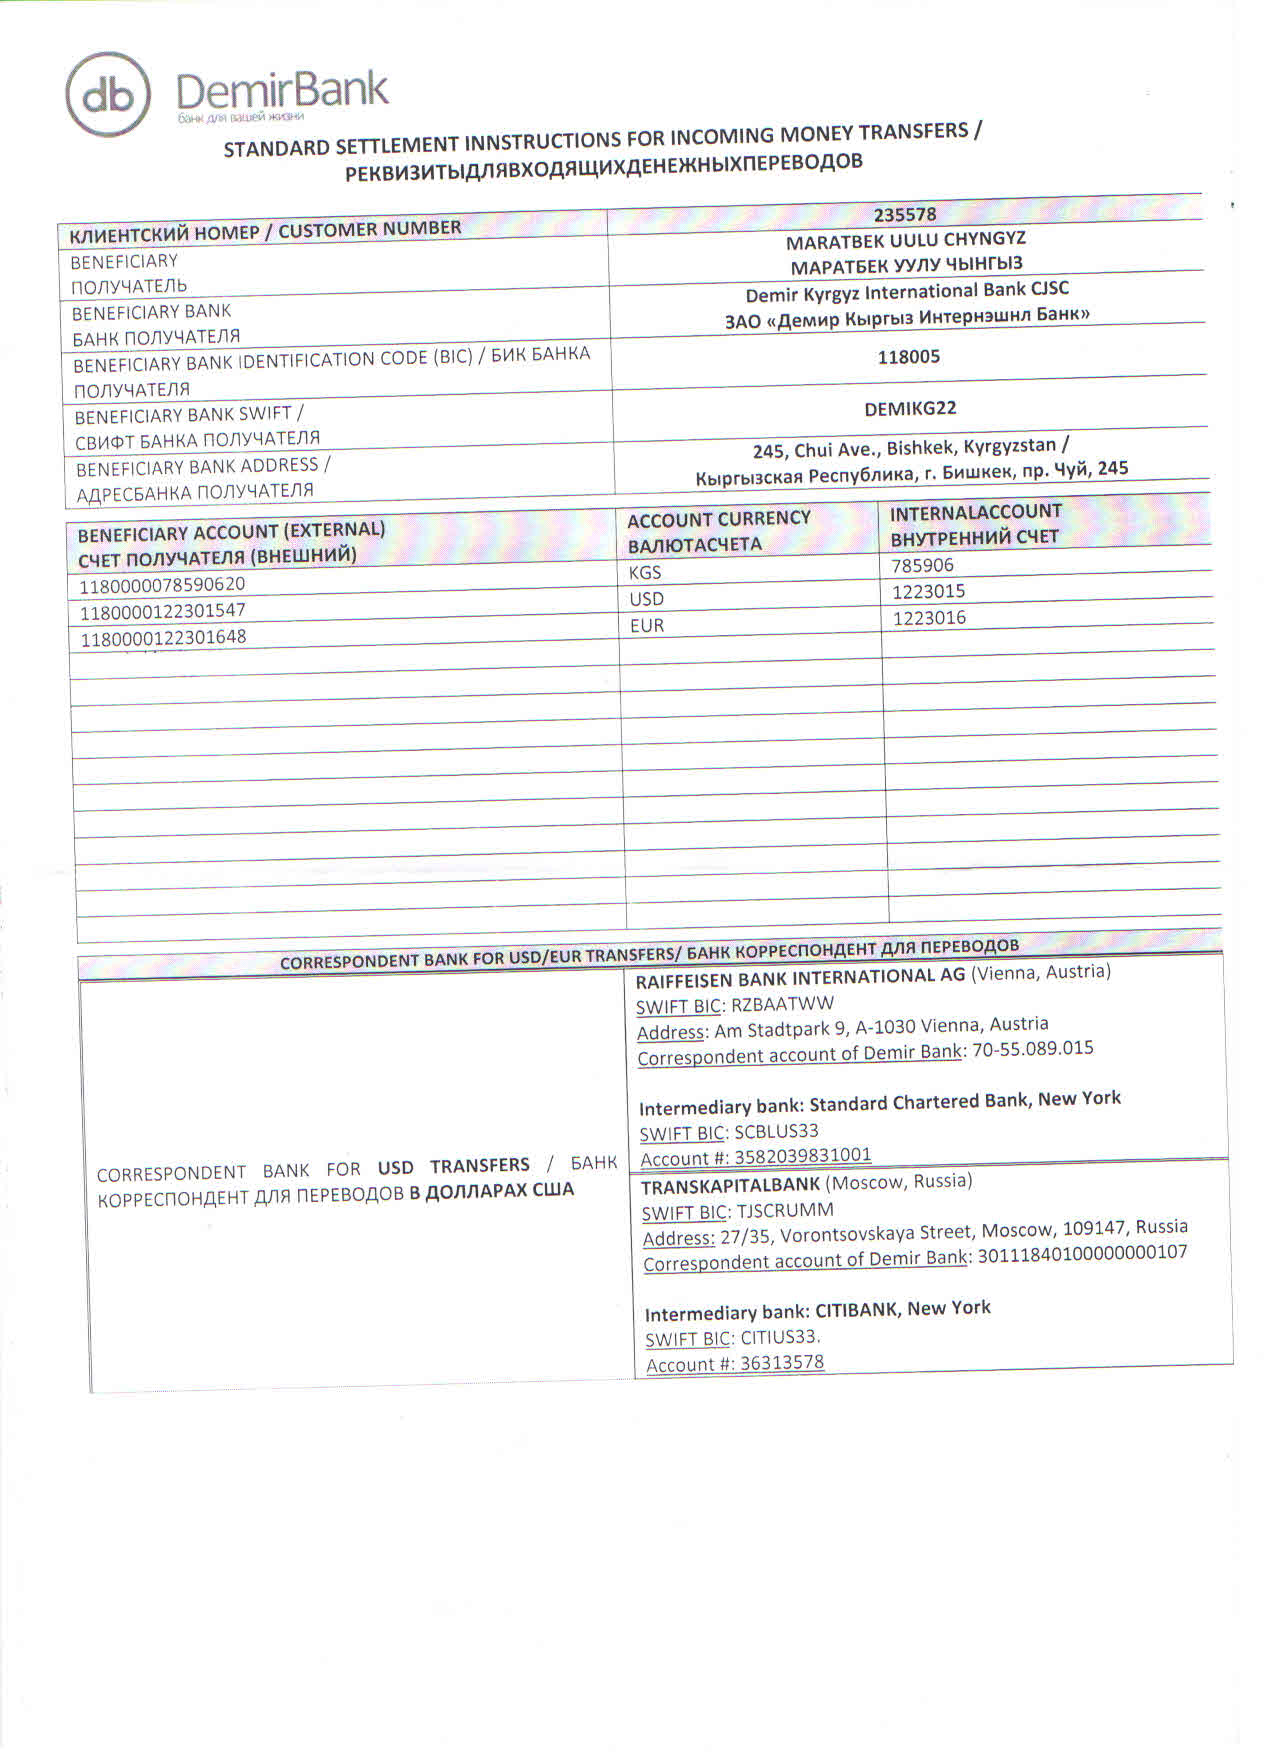 db DemirBank
банк для вашей жизни
STANDARD SETTLEMENT INNSTRUCTIONS FOR INCOMING MONEY TRANSFERS /
РЕКВИЗИТЫДЛЯВХОДЯЩИХДЕНЕЖНЫХПЕРЕВОДОВ
КЛИЕНТСКИЙ НОМЕР / CUSTOMER NUMBER
235578
BENEFICIARY
ПОЛУЧАТЕЛЬ
MARATBEK UULU CHYNGYZ
МАРАТБЕК УУЛУ ЧЫНГЫЗ
BENEFICIARY BANK
БАНК ПОЛУЧАТЕЛЯ
Demir Kyrgyz International Bank CJSC
ЗАО «Демир Кыргыз Интернэшнл Банк»
BENEFICIARY BANK IDENTIFICATION CODE (BIC) / БИК БАНКА
ПОЛУЧАТЕЛЯ
118005
BENEFICIARY BANK SWIFT /
СВИФТ БАНКА ПОЛУЧАТЕЛЯ
DEMIKG22
BENEFICIARY BANK ADDRESS /
АДРЕСБАНКА ПОЛУЧАТЕЛЯ
245, Chui Ave., Bishkek, Kyrgyzstan /
Кыргызская Республика, г. Бишкек, пр. Чуй, 245
BENEFICIARY ACCOUNT (EXTERNAL)
СЧЕТ ПОЛУЧАТЕЛЯ (ВНЕШНИЙ)
ACCOUNT CURRENCY
ВАЛЮТАСЧЕТА
INTERNALACCOUNT
ВНУТРЕННИЙ СЧЕТ
1180000078590620 KGS 785906
1180000122301547 USD 1223015
1180000122301648 EUR 1223016
CORRESPONDENT BANK FOR USD/EUR TRANSFERS/ БАНК КОРРЕСПОНДЕНТ ДЛЯ ПЕРЕВОДОВ
CORRESPONDENT BANK FOR USD TRANSFERS / БАНК
КОРРЕСПОНДЕНТ ДЛЯ ПЕРЕВОДОВ В ДОЛЛАРАХ США
RAIFFEISEN BANK INTERNATIONAL AG (Vienna, Austria)
SWIFT BIC: RZBAATWW
Address: Am Stadtpark 9, A-1030 Vienna, Austria
Correspondent account of Demir Bank: 70-55.089.015
Intermediary bank: Standard Chartered Bank, New York
SWIFT BIC: SCBLUS33
Account #: 3582039831001
TRANSKAPITALBANK (Moscow, Russia)
SWIFT BIC: TJSCRUMM
Address: 27/35, Vorontsovskaya Street, Moscow, 109147, Russia
Correspondent account of Demir Bank: 30111840100000000107
Intermediary bank: CITIBANK, New York
SWIFT BIC: CITIUS33.
Account #: 36313578